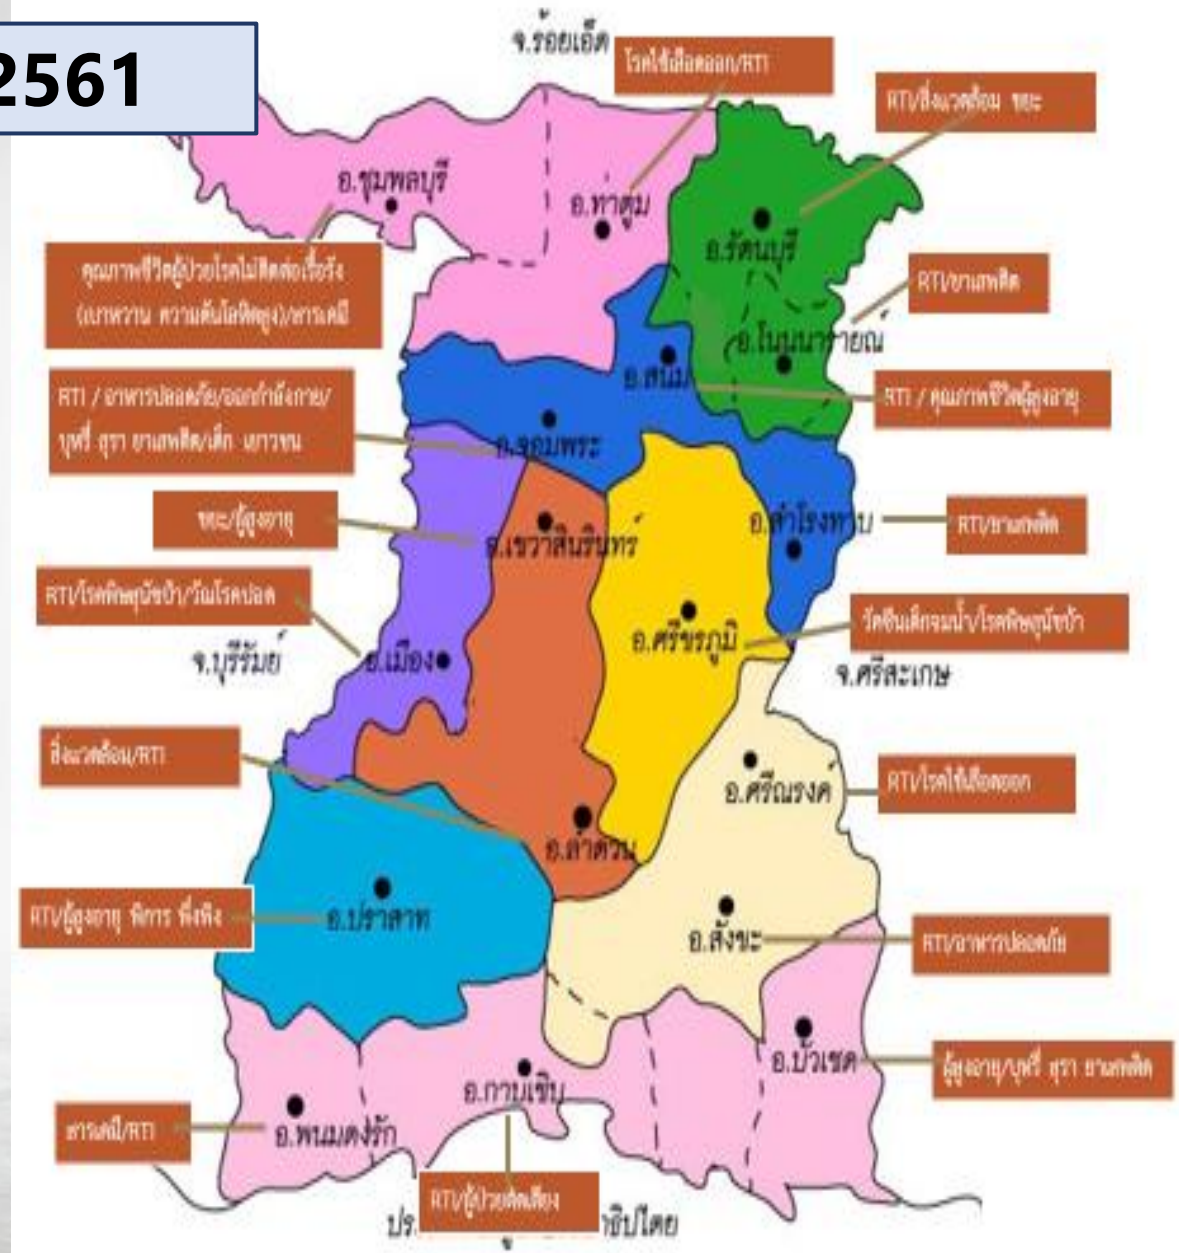 2561
จ.ร้อยเอ็ด
โรคไข้เลือดออก/RTI
RTI/สิ่งแวดล้อม ขยะ
อ.ชุมพลบุรี
อ.ท่าตูม
อ.รัตนบุรี
คุณภาพชีวิตผู้ป่วยโรคไม่ติดต่อเรื้อรัง
(เบาหวาน ความดันโลหิตสูง)/สารเคมี
RTI/ยาเสพติด
อ.โนนนารายณ์
อ.สนม
RTI / คุณภาพชีวิตผู้สูงอายุ
RTI / อาหารปลอดภัย/ออกกำลังกาย/
บุหรี่ สุรา ยาเสพติด/เด็ก เยาวชน
อ.จอมพระ
ขยะ/ผู้สูงอายุ
อ.เขวาสินรินทร์
อ.สำโรงทาบ
RTI/ยาเสพติด
RTI/โรคพิษสุนัขบ้า/วัณโรคปอด
จ.บุรีรัมย์
อ.เมือง
อ.ศรีขรภูมิ
วัคซีนเด็กจมน้ำ/โรคพิษสุนัขบ้า
จ.ศรีสะเกษ
สิ่งแวดล้อม/RTI
อ.ศรีณรงค์
RTI/โรคไข้เลือดออก
อ.ลำดวน
RTI/ผู้สูงอายุ พิการ พึ่งพิง
อ.ปราสาท
อ.สังขะ
RTI/อาหารปลอดภัย
อ.บัวเชด
ผู้สูงอายุ/บุหรี่ สุรา ยาเสพติด
อ.กาบเชิง
สารเคมี/RTI
อ.พนมดงรัก
RTI/ผู้ป่วยติดเตียง
ปร
าธิปไตย